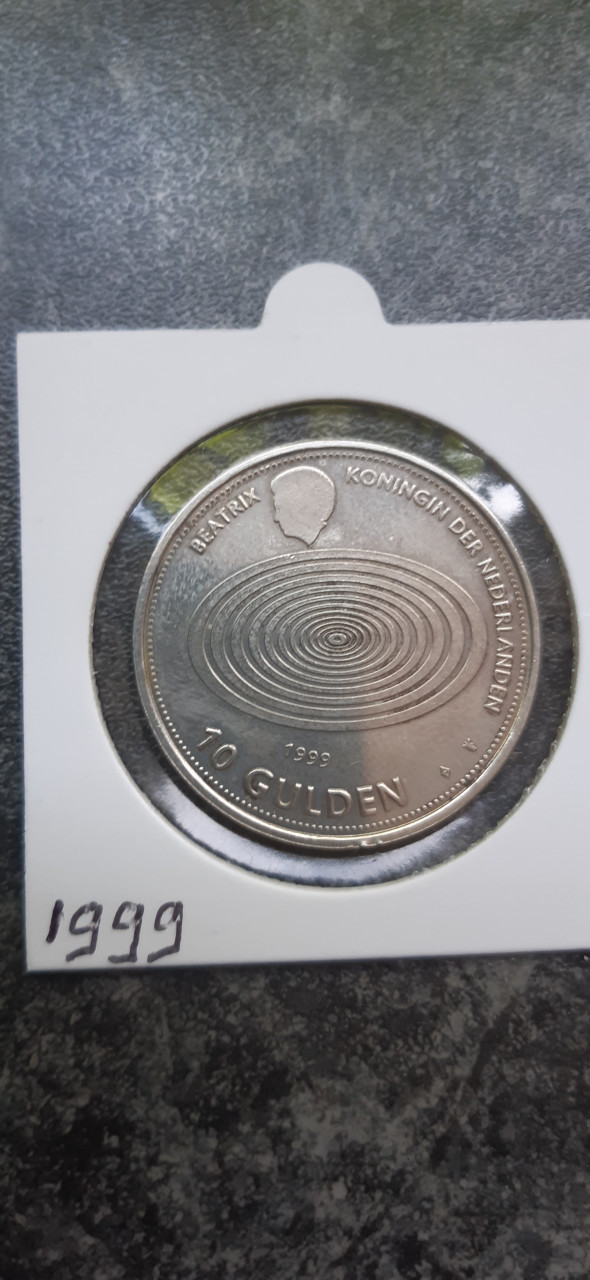 BEATRIX KONINGIN DER NEDERLANDEN
1999
10 GULDEN
1999